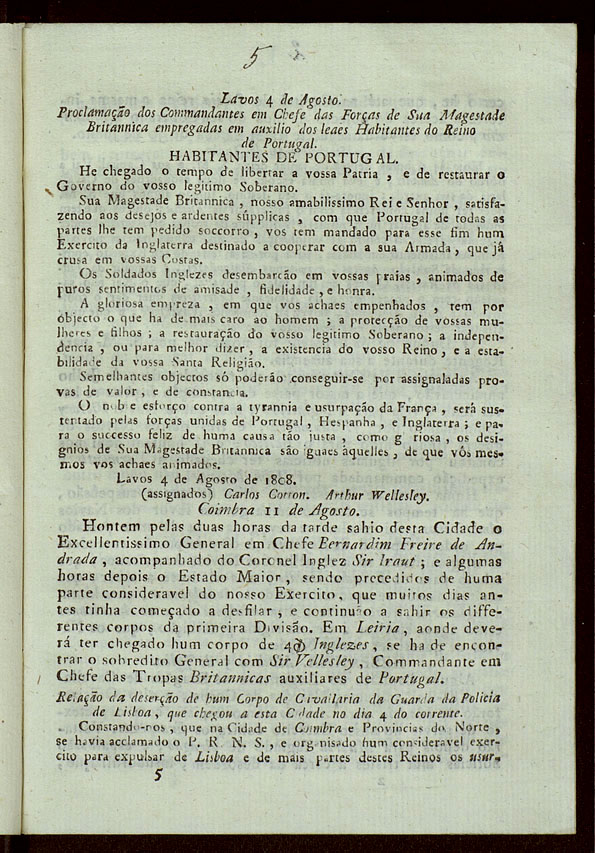 5
Lavos 4 de Agosto.
Proclamação dos Commandantes em Chefe das Forças de Sua Magestade
Britannica empregadas em auxilio dos leaes Habitantes do Reino
de Portugal.
HABITANTES DE PORTUGAL.
He chegado o tempo de libertar a vossa Patria , e de restaurar o
Governo do vosso legitimo Soberano.
Sua Magestade Britannica , nosso amabilissimo Rei e Senhor , satisfa-
zendo aos desejos e ardentes súpplicas , com que Portugal de todas as
partes lhe tem pedido soccorro , vos tem mandado para esse fim hum
Exercito da Inglaterra destinado a cooperar com a sua Armada , que já
crusa em vossas Costas.
Os Soldados Inglezes desembarcão em vossas praias , animados de
puros sentimentos de amisade , fidelidade , e honra.
A gloriosa empreza , em que vos achaes empenhados , tem por
objecto o que ha de mais caro ao homem ; a protecção de vossas mu-
lheres e filhos ; a restauração do vosso legitimo Soberano ; a indepen-
dencia , ou para melhor dizer , a existencia do vosso Reino , e a esta-
bilidade da vossa Santa Religião.
Semelhantes objectos só poderão conseguir-se por assignaladas pro-
vas de valor , e de constancia.
O nobre esforço contra a tyrannia e usurpação da França , será sus-
tentado pelas forças unidas de Portugal , Hespanha , e Inglaterra ; e pa-
ra o successo feliz de huma causa tão justa , como g riosa , os desi-
gnios de Sua Magestade Britannica são iguaes àquelles , de que vós mes-
mos vos achaes animados.
Lavos 4 de Agosto de 1808.
(assignados) Carlos Cotton. Arthur Wellesley.
Coimbra 11 de Agosto.
Hontem pelas duas horas da tarde sahio desta Cidade o
Excellentissimo General em Chefe Bernardim Freire de An-
drada , acompanhado do Coronel Inglez Sir Iraut ; e algumas
horas depois o Estado Maior , sendo precedidos de huma
parte consideravel do nosso Exercito, que muitos dias an-
tes tinha começado a desfilar , e continuão a sahir os diffe-
rentes corpos da primeira Divisão. Em Leiria, aonde deve-
rá ter chegado hum corpo de Inglezes , se ha de encon-
trar o sobredito General com Sir Vellesley , Commandante em
Chefe das Tropas Britannicas auxiliares de Portugal.
Relação da deserção de hum Corpo de Cavallaria da Guarda da Policia
de Lisboa, que chegou a esta Cidade no dia 4 do corrente.
Constando-nos , que na Cidade de Coimbra e Provincias do Norte ,
se havia acclamado o P. R. N. S. , e organisado hum consideravel exer-
cito para expulsar de Lisboa e de mais partes destes Reinos os usur-
5